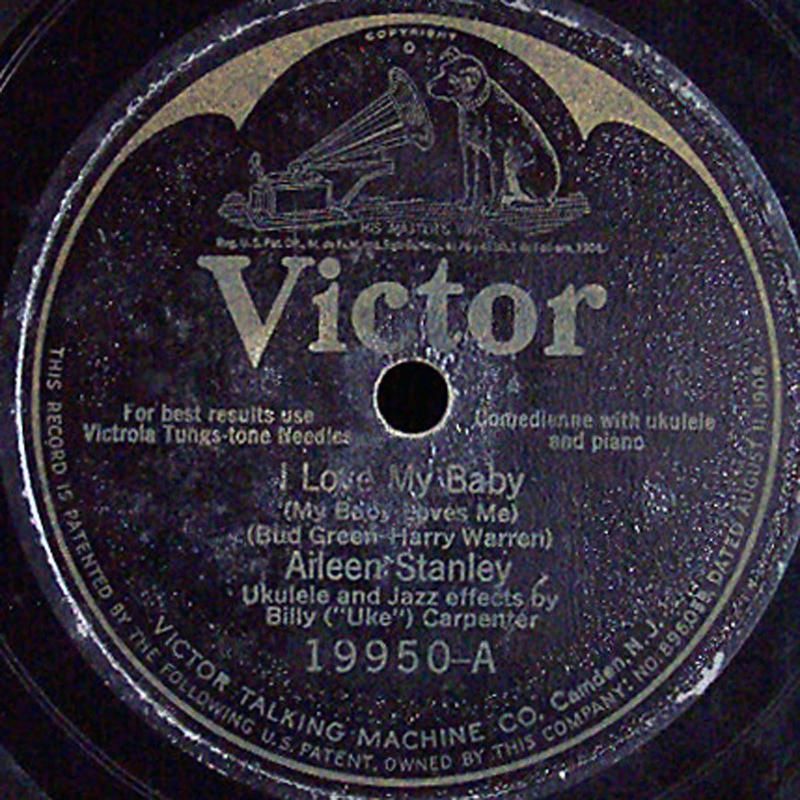 COPYRIGHT
HIS MASTER'S VOICE
Victor
For best results use
Victrola Tungs-tone Needles
Comedienne with ukulele
and piano
I Love My Baby
(My Baby Loves Me)
(Bud Green-Harry Warren)
Aileen Stanley
Ukulele and Jazz effects by
Billy ("Uke") Carpenter
19950-A
VICTOR TALKING MACHINE CO. Camden, N. J.
THIS RECORD IS PATENTED BY THE FOLLOWING U.S. PATENT, OWNED BY THIS COMPANY: NO. DATED AUGUST 11, 1908.